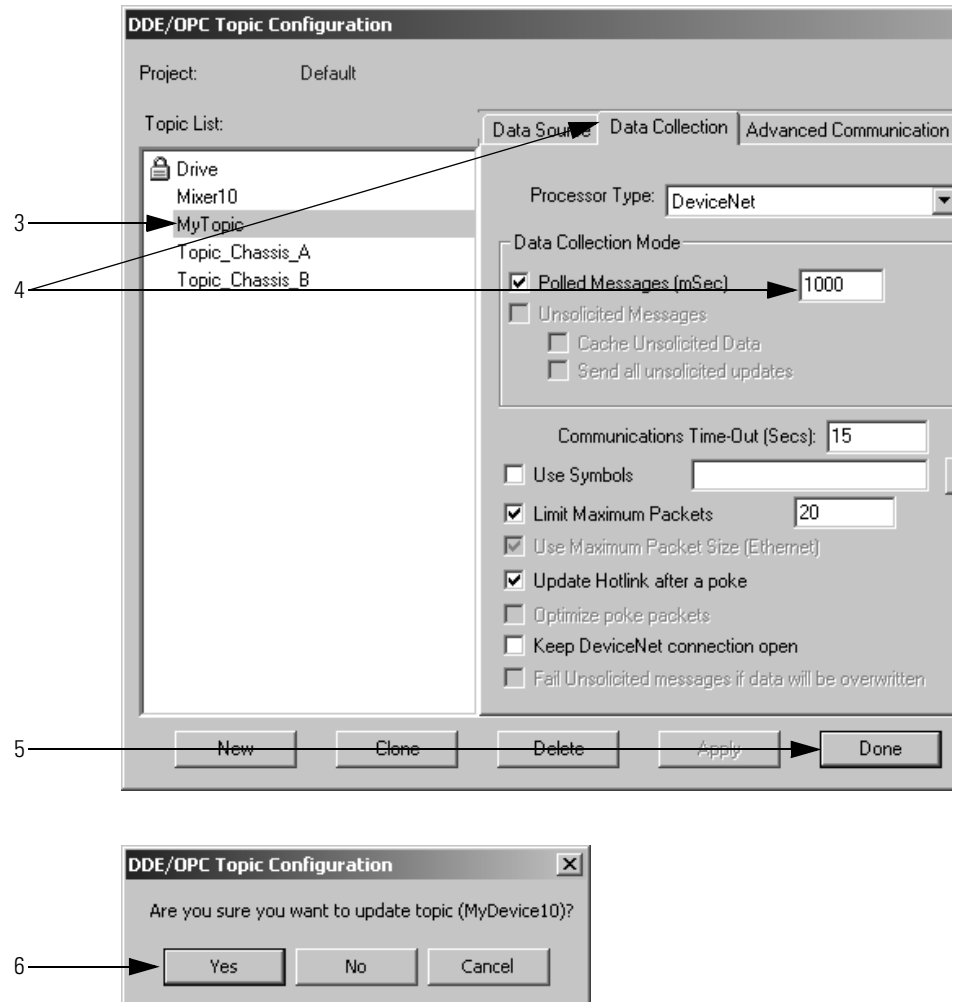 DDE/OPC Topic Configuration
Project: Default
Topic List:
Data Source Data Collection Advanced Communication
Drive
Mixer10
3 MyTopic
Topic_Chassis_A
4 Topic_Chassis_B
Processor Type: DeviceNet
Data Collection Mode
Polled Messages (mSec) 1000
Unsolicited Messages
Cache Unsolicited Data
Send all unsolicited updates
Communications Time-Out (Secs): 15
Use Symbols
Limit Maximum Packets 20
Use Maximum Packet Size (Ethernet)
Update Hotlink after a poke
Optimize poke packets
Keep DeviceNet connection open
Fail Unsolicited messages if data will be overwritten
5 New Clone Delete Apply Done
DDE/OPC Topic Configuration
Are you sure you want to update topic (MyDevice10)?
6 Yes No Cancel